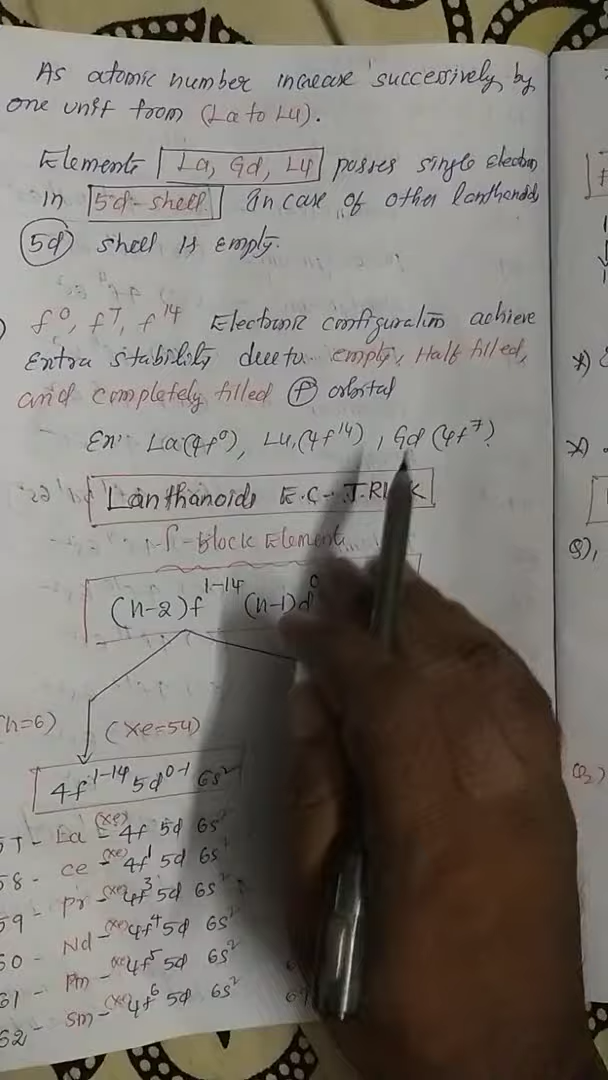 As atomic number increase successively by
one unit from (La to Lu).
Elements La, Gd, Lu posses single electron
in 5d-shell. In case of other lanthanoids
5d shell is empty.
f⁰, f⁷, f¹⁴ Electronic configuration achieve
Extra stability due to empty, Half filled,
and completely filled f orbital
Ex: La(4f⁰), Lu(4f¹⁴), Gd(4f⁷)
Lanthanoids E.C-TRICK
f-Block Element
(n-2)f¹⁻¹⁴ (n-1)d⁰
(n=6) (Xe=54)
4f¹⁻¹⁴ 5d⁰⁻¹ 6s²
57 - La = (Xe) 4f 5d 6s²
58 - Ce - (Xe) 4f¹ 5d 6s²
59 - Pr - (Xe) 4f³ 5d 6s²
60 - Nd - (Xe) 4f⁴ 5d 6s²
61 - Pm - (Xe) 4f⁵ 5d 6s²
62 - Sm - (Xe) 4f⁶ 5d 6s²